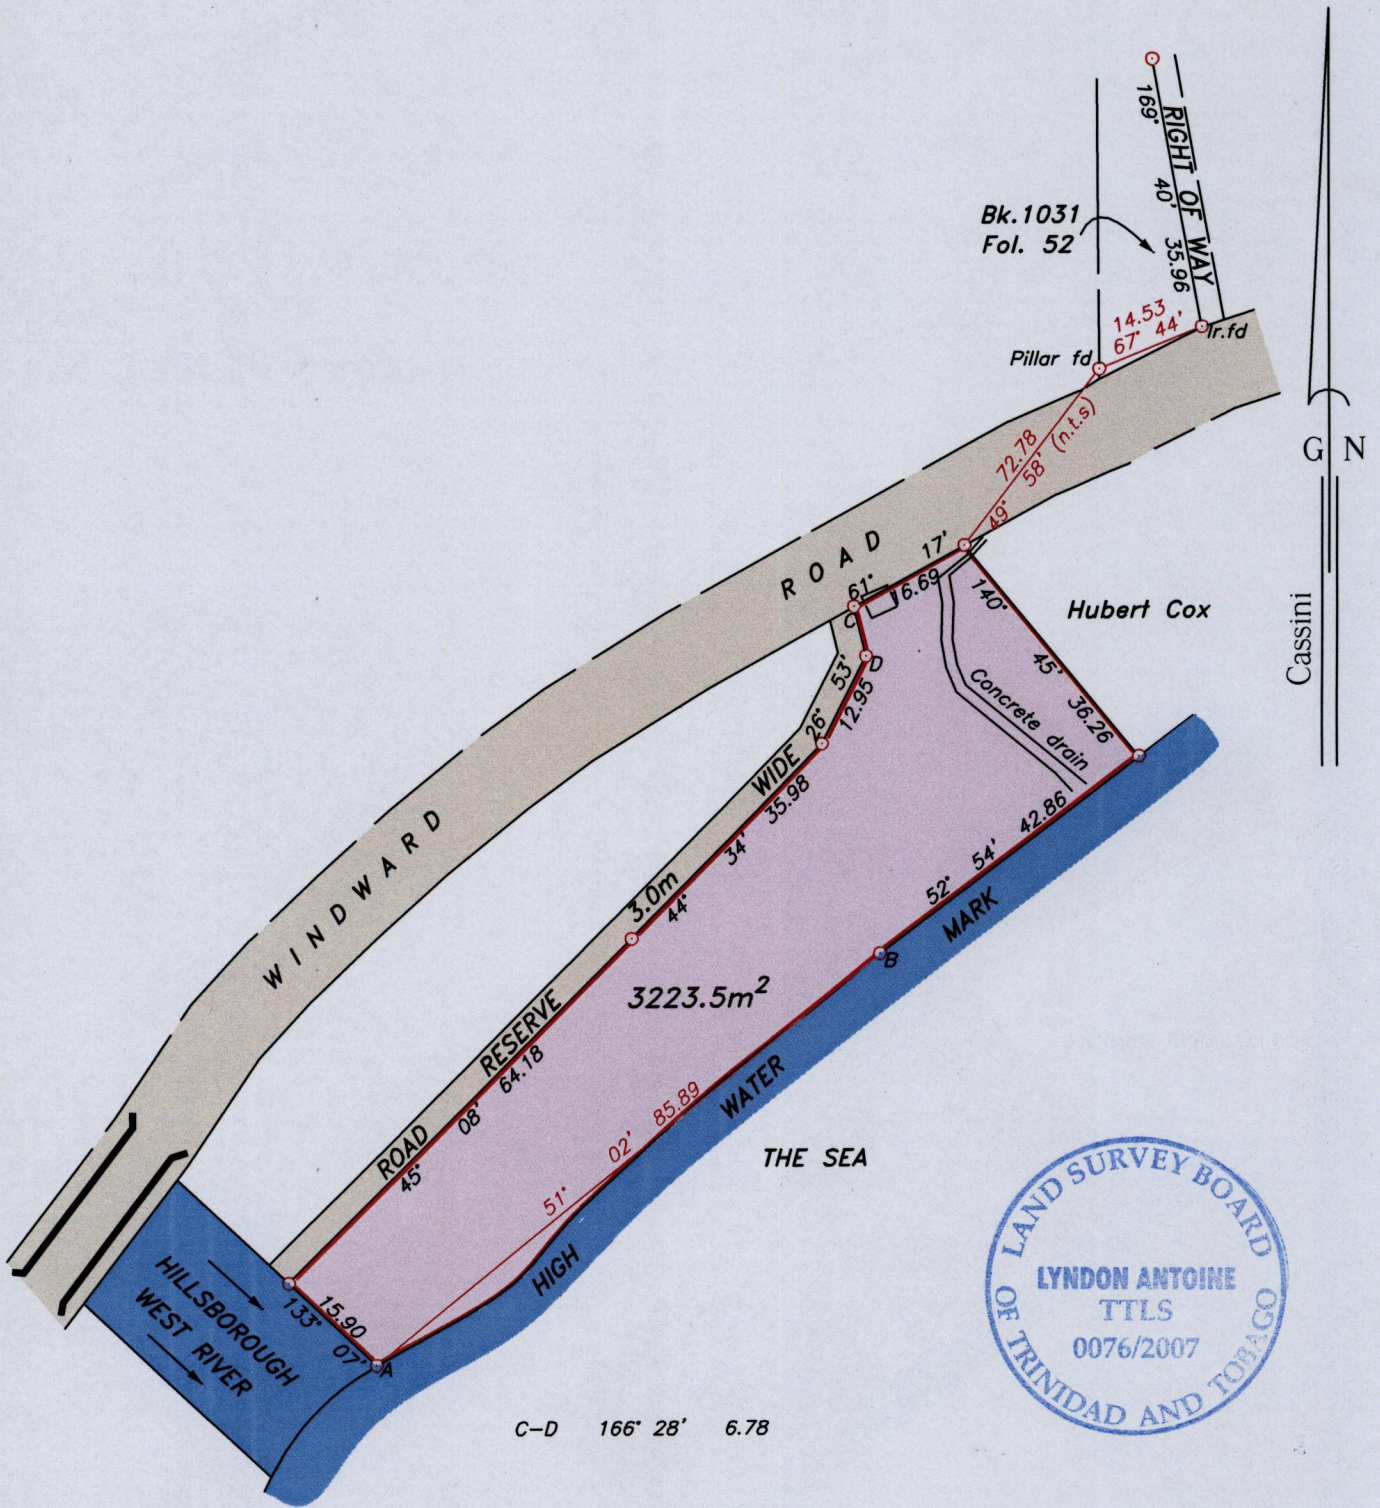 169° 40' 35.96
RIGHT OF WAY
Bk.1031
Fol. 52
14.53
67° 44'
Ir.fd
Pillar fd
72.78
49° 58' (n.t.s)
G N
Cassini
WINDWARD ROAD
61° 17'
16.69
C
D
140° 45' 36.26
Hubert Cox
Concrete drain
26° 53'
12.95
ROAD RESERVE 3.0m WIDE
44° 34' 35.98
45° 08' 64.18
52° 54' 42.86
B
3223.5m²
51° 02' 85.89
HIGH WATER MARK
THE SEA
HILLSBOROUGH
WEST RIVER
133° 07'
15.90
A
C-D 166° 28' 6.78
LAND SURVEY BOARD
OF TRINIDAD AND TOBAGO
LYNDON ANTOINE
TTLS
0076/2007